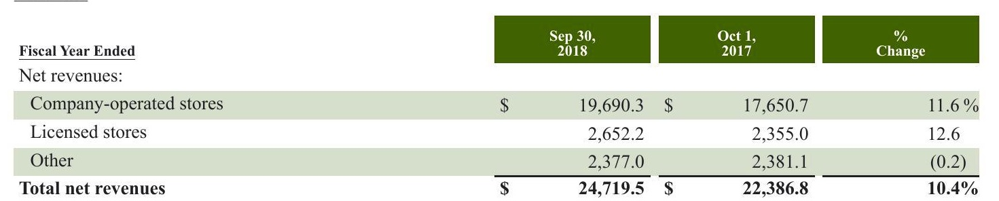 Fiscal Year Ended Sep 30, 2018 Oct 1, 2017 % Change
Net revenues:
Company-operated stores $ 19,690.3 $ 17,650.7 11.6 %
Licensed stores 2,652.2 2,355.0 12.6
Other 2,377.0 2,381.1 (0.2)
Total net revenues $ 24,719.5 $ 22,386.8 10.4%